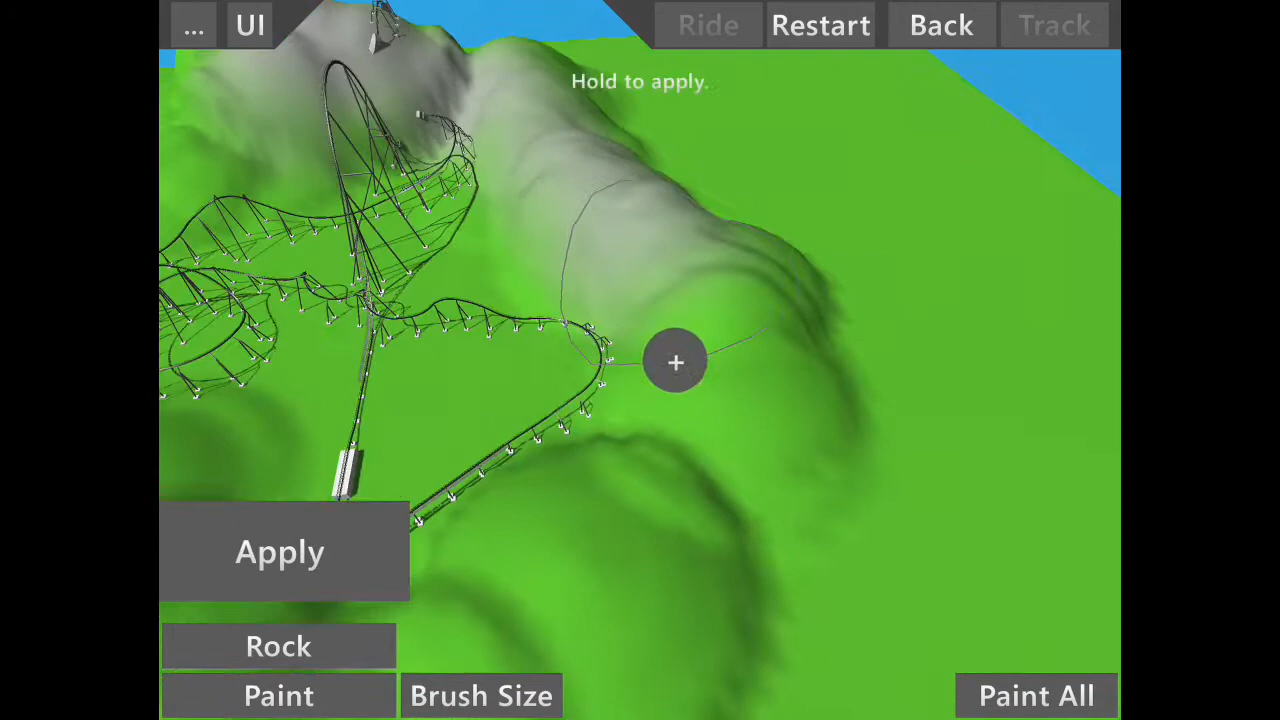 ... UI Ride Restart Back Track
Hold to apply.
Apply
Rock
Paint Brush Size Paint All